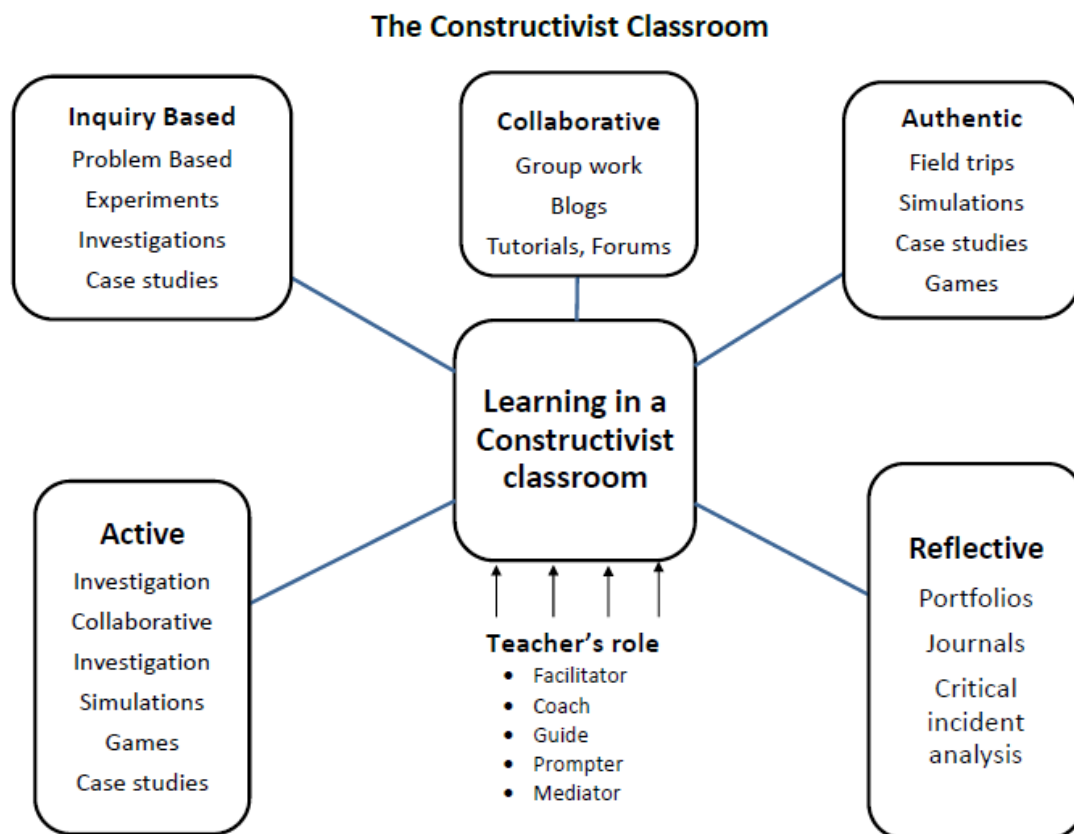 The Constructivist Classroom
Inquiry Based
Problem Based
Experiments
Investigations
Case studies
Collaborative
Group work
Blogs
Tutorials, Forums
Authentic
Field trips
Simulations
Case studies
Games
Learning in a
Constructivist
classroom
Active
Investigation
Collaborative
Investigation
Simulations
Games
Case studies
Teacher’s role
• Facilitator
• Coach
• Guide
• Prompter
• Mediator
Reflective
Portfolios
Journals
Critical
incident
analysis